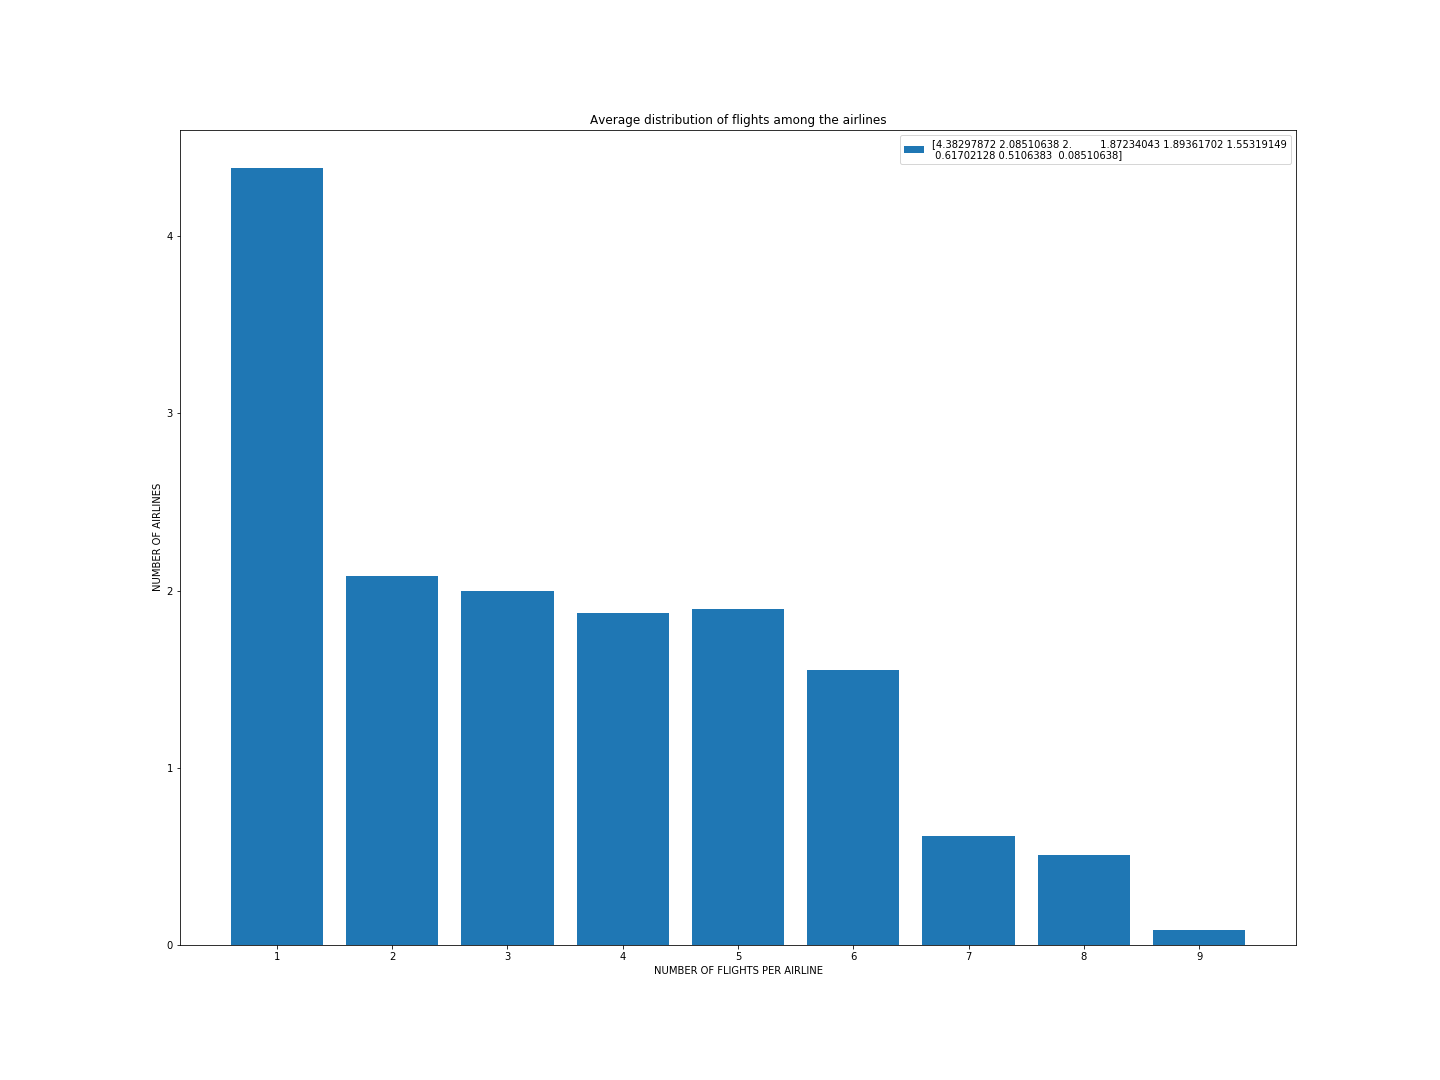 Average distribution of flights among the airlines
[4.38297872 2.08510638 2.         1.87234043 1.89361702 1.55319149
 0.61702128 0.5106383  0.08510638]
4
3
2
1
0
NUMBER OF AIRLINES
1 2 3 4 5 6 7 8 9
NUMBER OF FLIGHTS PER AIRLINE